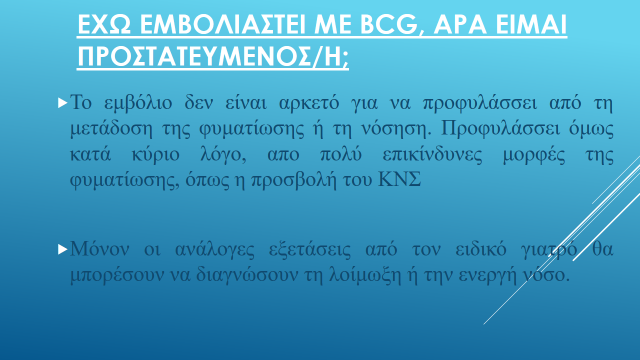 ΕΧΩ ΕΜΒΟΛΙΑΣΤΕΙ ΜΕ BCG, ΑΡΑ ΕΙΜΑΙ
ΠΡΟΣΤΑΤΕΥΜΕΝΟΣ/Η;
Το εμβόλιο δεν είναι αρκετό για να προφυλάσσει από τη
μετάδοση της φυματίωσης ή τη νόσηση. Προφυλάσσει όμως
κατά κύριο λόγο, απο πολύ επικίνδυνες μορφές της
φυματίωσης, όπως η προσβολή του ΚΝΣ
Μόνον οι ανάλογες εξετάσεις από τον ειδικό γιατρό θα
μπορέσουν να διαγνώσουν τη λοίμωξη ή την ενεργή νόσο.